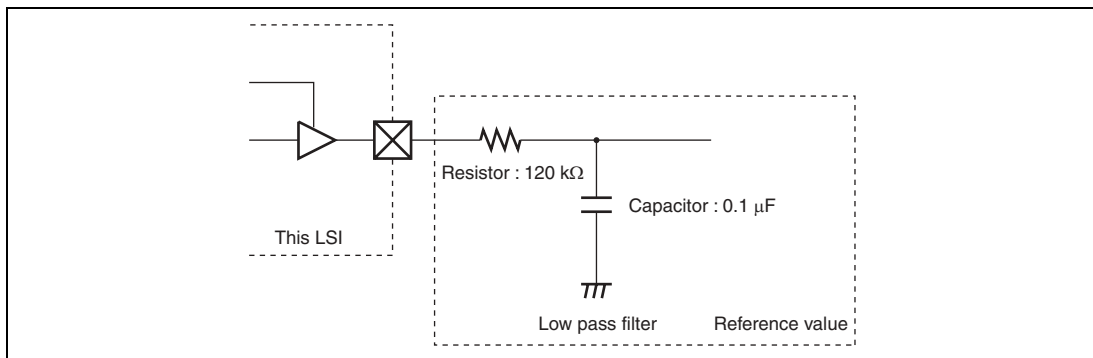 Resistor : 120 kΩ
Capacitor : 0.1 μF
This LSI
Low pass filter
Reference value